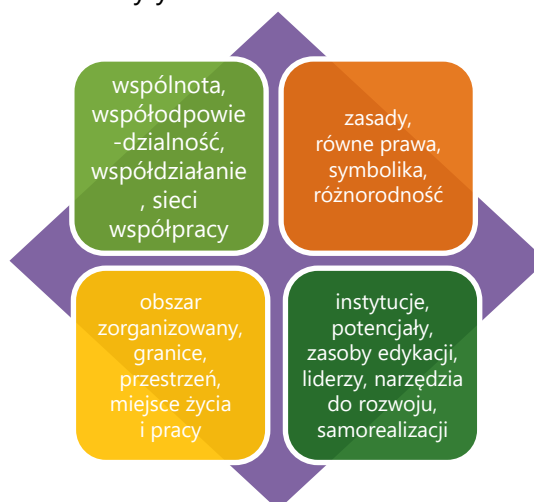 wspólnota,
współodpowie
-dzialność,
współdziałanie
, sieci
współpracy
zasady,
równe prawa,
symbolika,
różnorodność
obszar
zorganizowany,
granice,
przestrzeń,
miejsce życia
i pracy
instytucje,
potencjały,
zasoby edykacji,
liderzy, narzędzia
do rozwoju,
samorealizacji